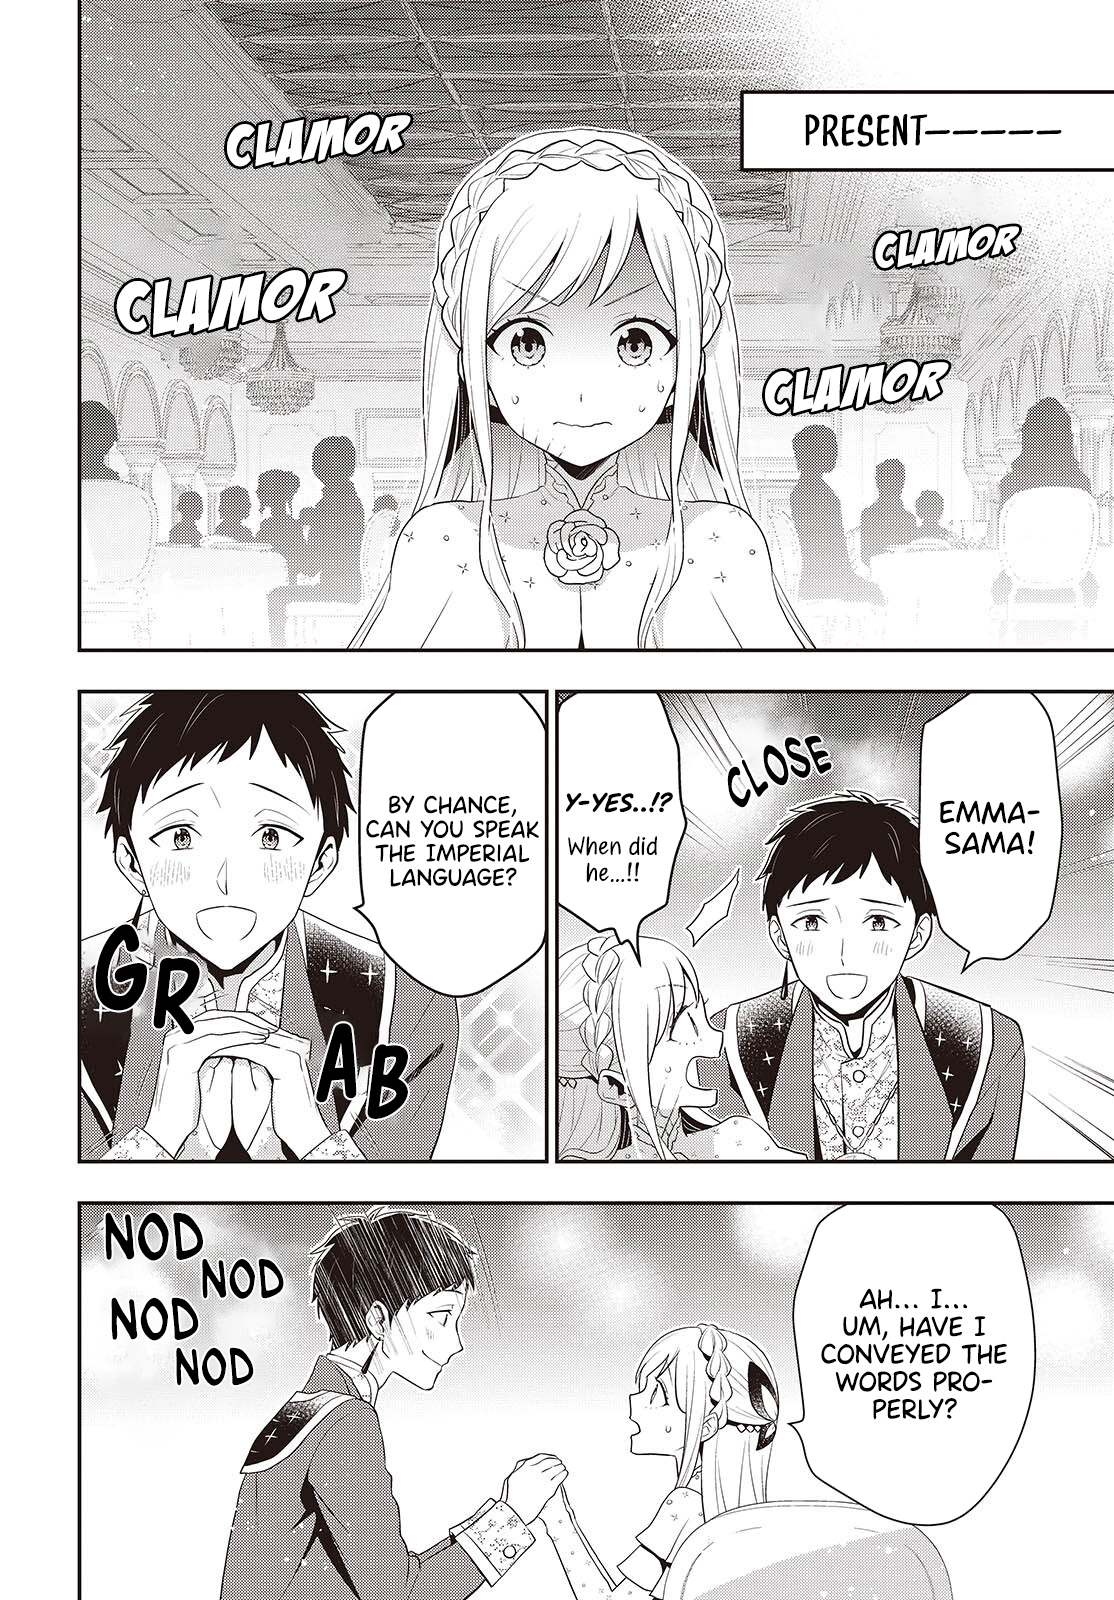 PRESENT-----
CLAMOR
CLAMOR
CLAMOR
CLAMOR
EMMA-
SAMA!
CLOSE
Y-YES..!?
When did
he...!!
BY CHANCE,
CAN YOU SPEAK
THE IMPERIAL
LANGUAGE?
GR
AB
AH... I...
UM, HAVE I
CONVEYED THE
WORDS PRO-
PERLY?
NOD
NOD
NOD
NOD